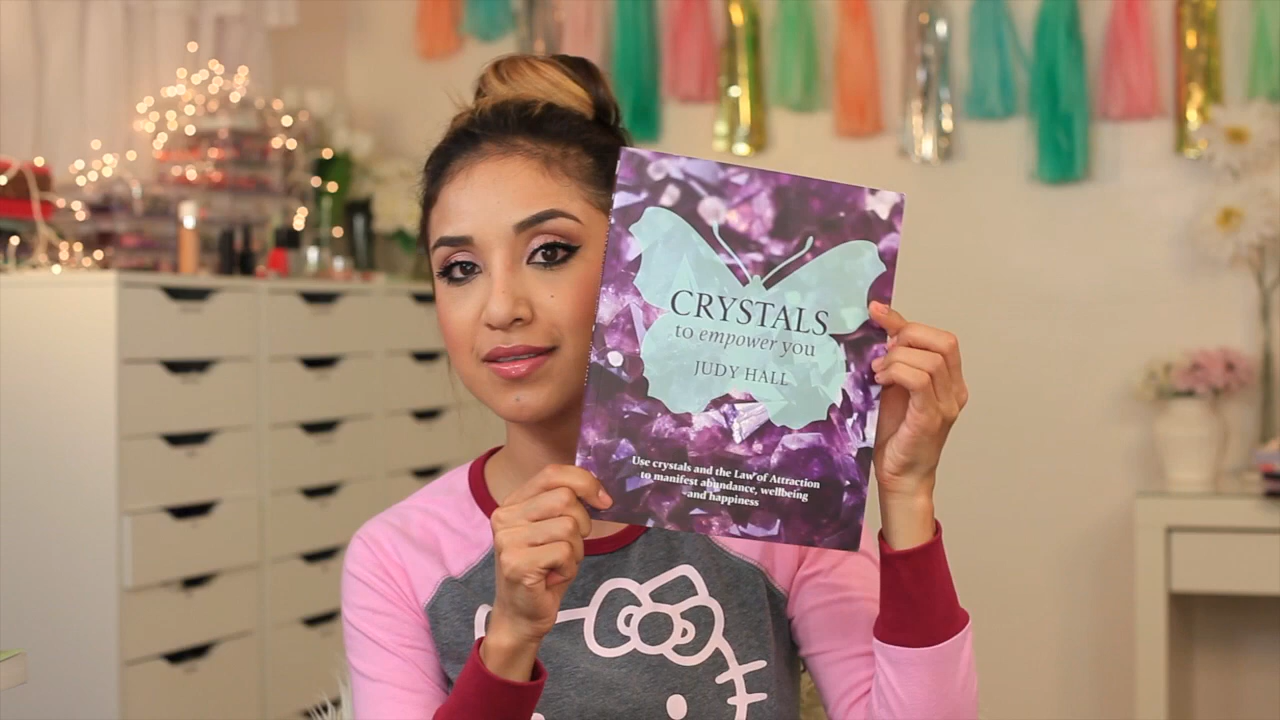 CRYSTALS
to empower you
JUDY HALL
Use crystals and the Law of Attraction
to manifest abundance, wellbeing
and happiness